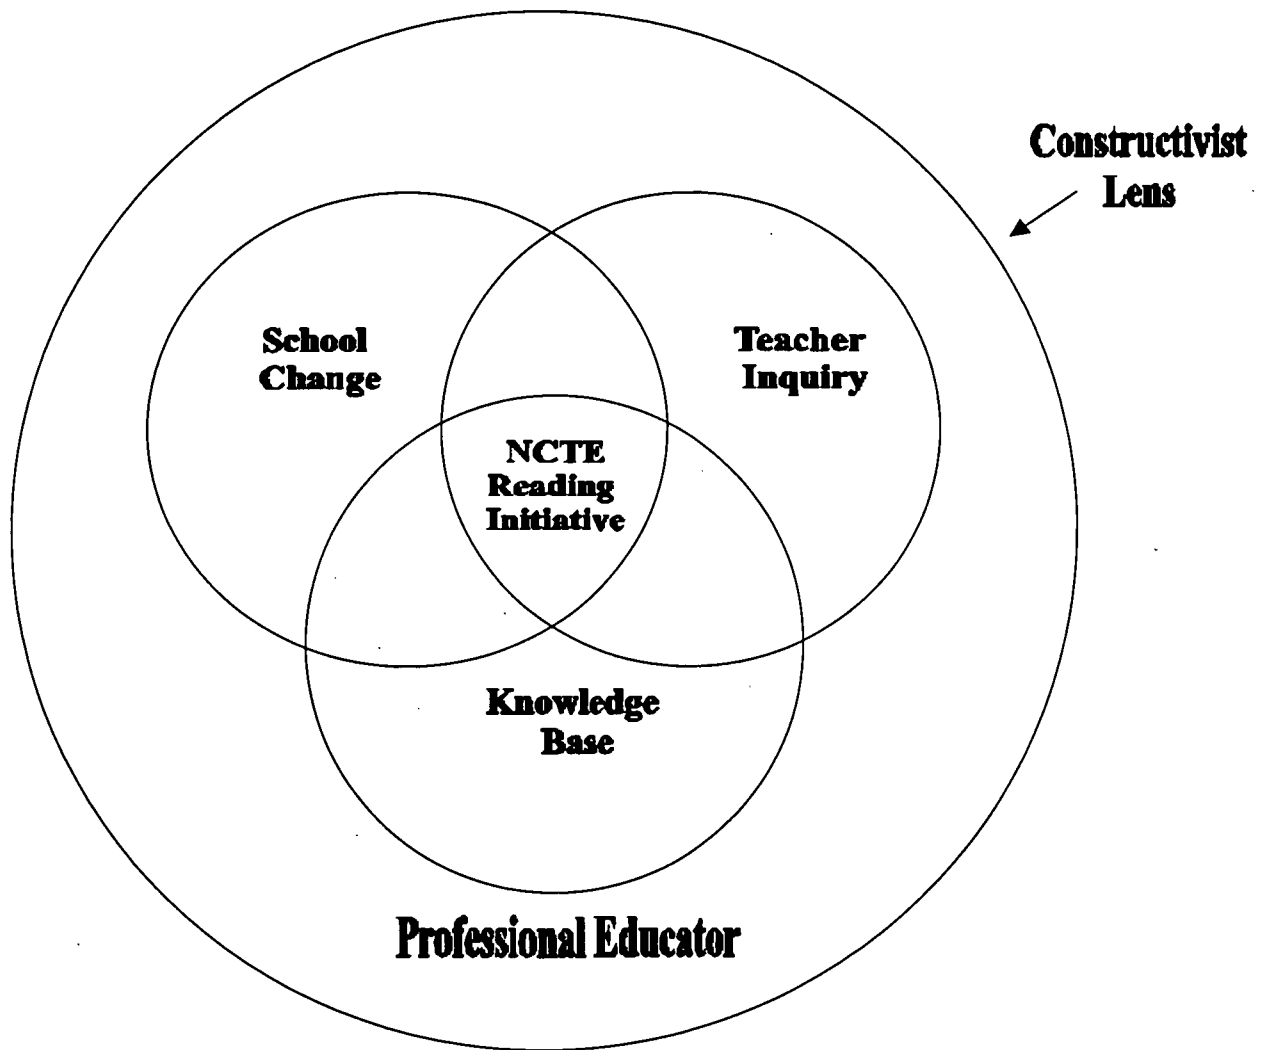 Constructivist
Lens
School
Change
Teacher
Inquiry
NCTE
Reading
Initiative
Knowledge
Base
Professional Educator